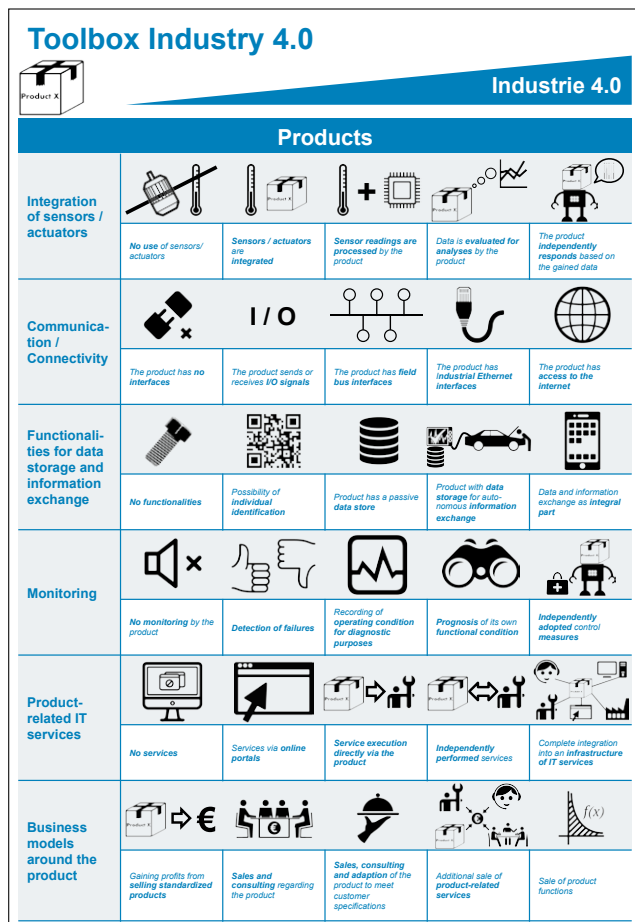 Toolbox Industry 4.0
Product X
Industrie 4.0
Products
Integration
of sensors /
actuators
Product X
No use of sensors/
actuators
Sensors / actuators
are
integrated
Sensor readings are
processed by the
product
Data is evaluated for
analyses by the
product
The product
independently
responds based on
the gained data
Communica-
tion /
Connectivity
I / O
The product has no
interfaces
The product sends or
receives I/O signals
The product has field
bus interfaces
The product has
industrial Ethernet
interfaces
The product has
access to the
internet
Functionali-
ties for data
storage and
information
exchange
No functionalities
Possibility of
individual
identification
Product has a passive
data store
Product with data
storage for auto-
nomous information
exchange
Data and information
exchange as integral
part
Monitoring
No monitoring by the
product
Detection of failures
Recording of
operating condition
for diagnostic
purposes
Prognosis of its own
functional condition
Independently
adopted control
measures
Product-
related IT
services
Product X
Product X
No services
Services via online
portals
Service execution
directly via the
product
Independently
performed services
Complete integration
into an infrastructure
of IT services
Business
models
around the
product
Product X
€
€
Product X
€
f(x)
Gaining profits from
selling standardized
products
Sales and
consulting regarding
the product
Sales, consulting
and adaption of the
product to meet
customer
specifications
Additional sale of
product-related
services
Sale of product
functions